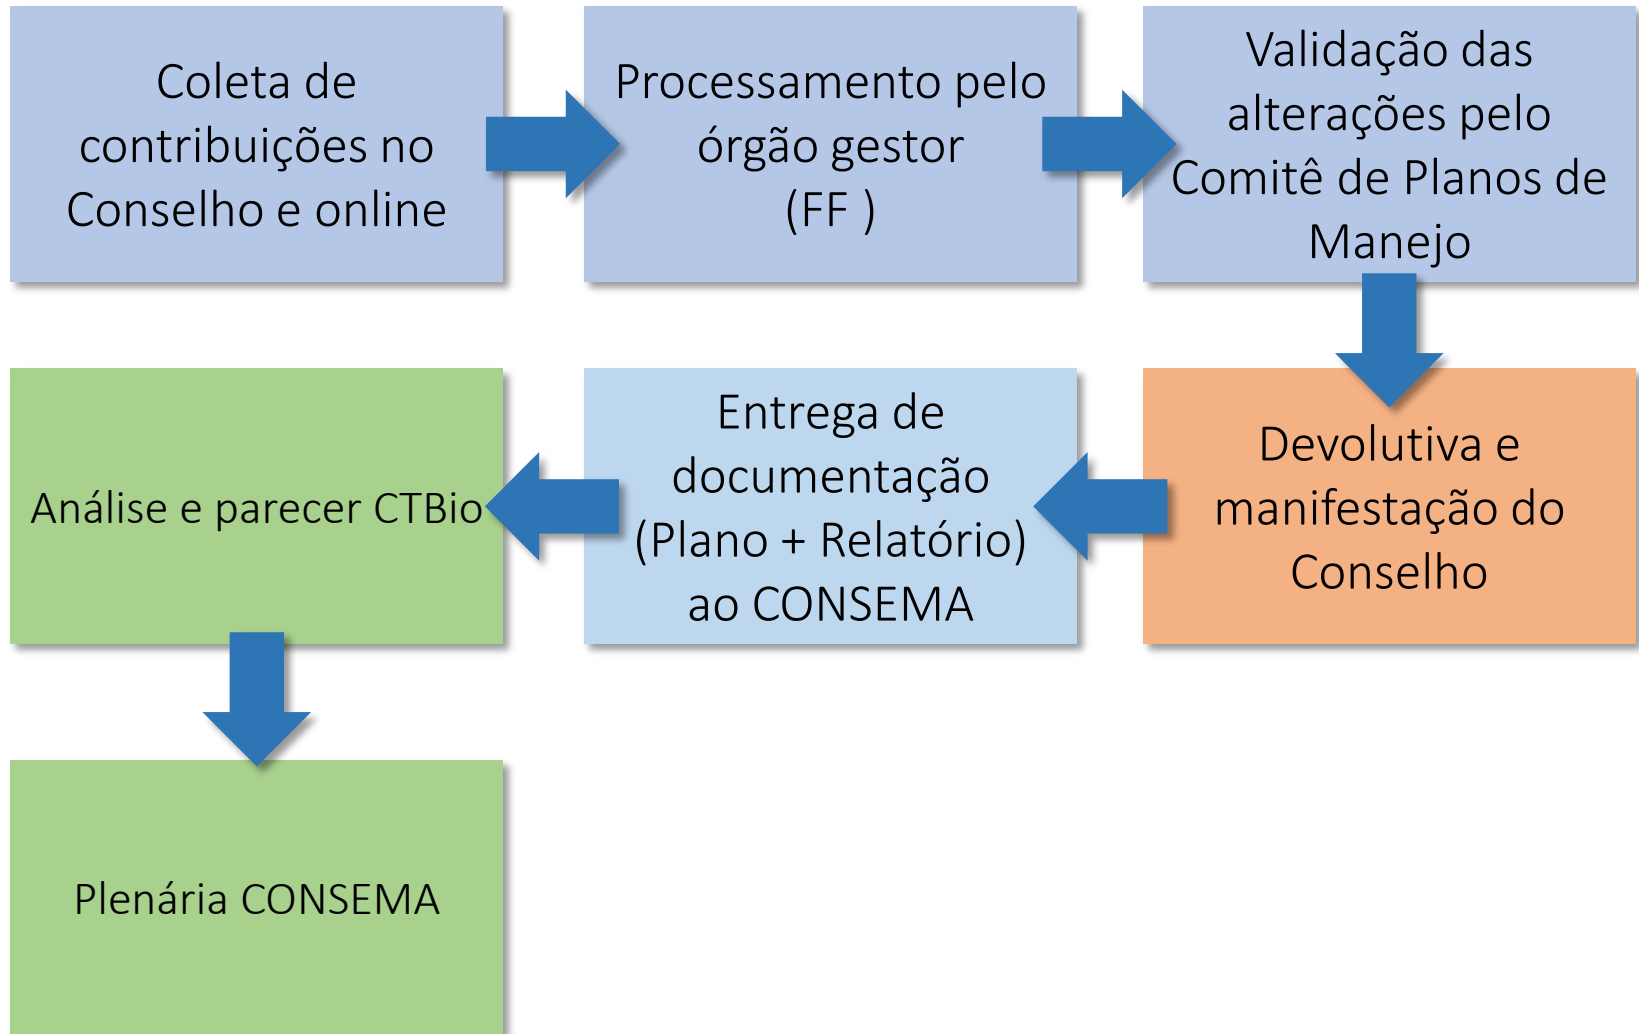 Coleta de
contribuições no
Conselho e online
Processamento pelo
órgão gestor
(FF )
Validação das
alterações pelo
Comitê de Planos de
Manejo
Devolutiva e
manifestação do
Conselho
Entrega de
documentação
(Plano + Relatório)
ao CONSEMA
Análise e parecer CTBio
Plenária CONSEMA